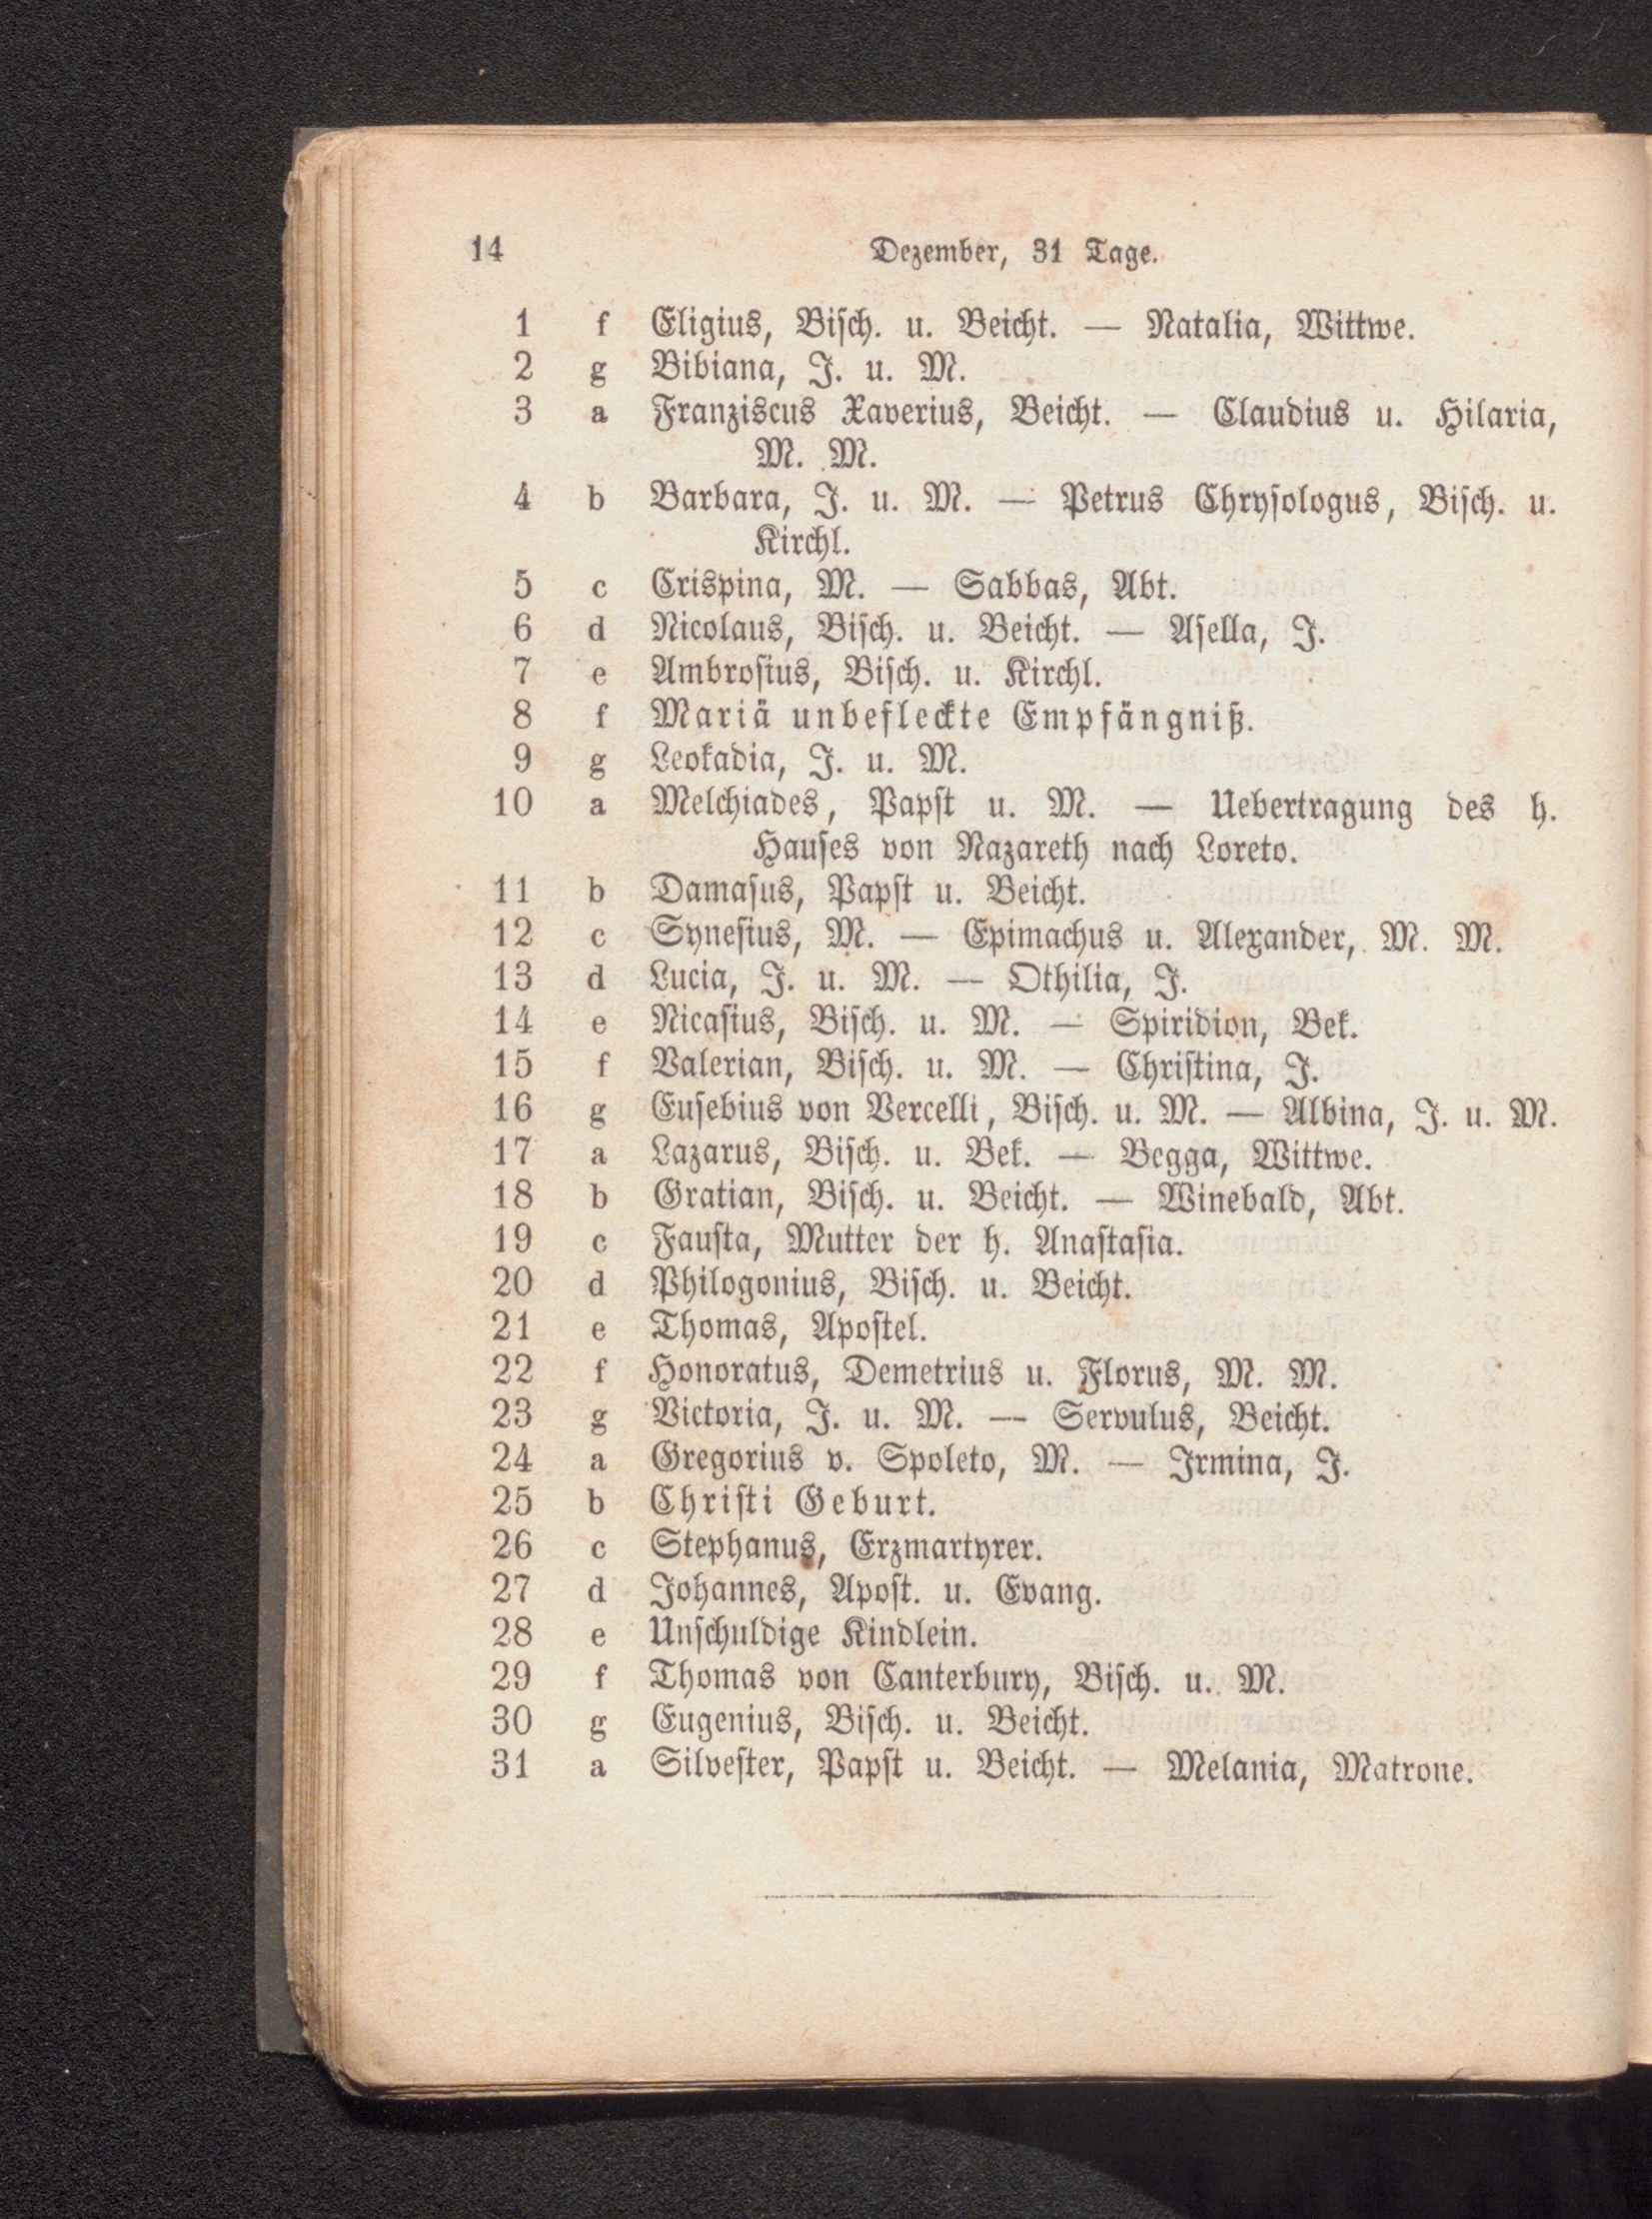 14 Dezember, 31 Tage.
1 f Eligius, Bisch. u. Beicht. — Natalia, Wittwe.
2 g Bibiana, J. u. M.
3 a Franziscus Xaverius, Beicht. — Claudius u. Hilaria,
M. M.
4 b Barbara, J. u. M. — Petrus Chrysologus, Bisch. u.
Kirchl.
5 c Crispina, M. — Sabbas, Abt.
6 d Nicolaus, Bisch. u. Beicht. — Asella, J.
7 e Ambrosius, Bisch. u. Kirchl.
8 f Mariä unbefleckte Empfängniß.
9 g Leokadia, J. u. M.
10 a Melchiades, Papst u. M. — Uebertragung des h.
Hauses von Nazareth nach Loreto.
11 b Damasus, Papst u. Beicht.
12 c Synesius, M. — Epimachus u. Alexander, M. M.
13 d Lucia, J. u. M. — Othilia, J.
14 e Nicasius, Bisch. u. M. — Spiridion, Bek.
15 f Valerian, Bisch. u. M. — Christina, J.
16 g Eusebius von Vercelli, Bisch. u. M. — Albina, J. u. M.
17 a Lazarus, Bisch. u. Bek. — Begga, Wittwe.
18 b Gratian, Bisch. u. Beicht. — Winebald, Abt.
19 c Fausta, Mutter der h. Anastasia.
20 d Philogonius, Bisch. u. Beicht.
21 e Thomas, Apostel.
22 f Honoratus, Demetrius u. Florus, M. M.
23 g Victoria, J. u. M. — Servulus, Beicht.
24 a Gregorius v. Spoleto, M. — Irmina, J.
25 b Christi Geburt.
26 c Stephanus, Erzmartyrer.
27 d Johannes, Apost. u. Evang.
28 e Unschuldige Kindlein.
29 f Thomas von Canterbury, Bisch. u. M.
30 g Eugenius, Bisch. u. Beicht.
31 a Silvester, Papst u. Beicht. — Melania, Matrone.